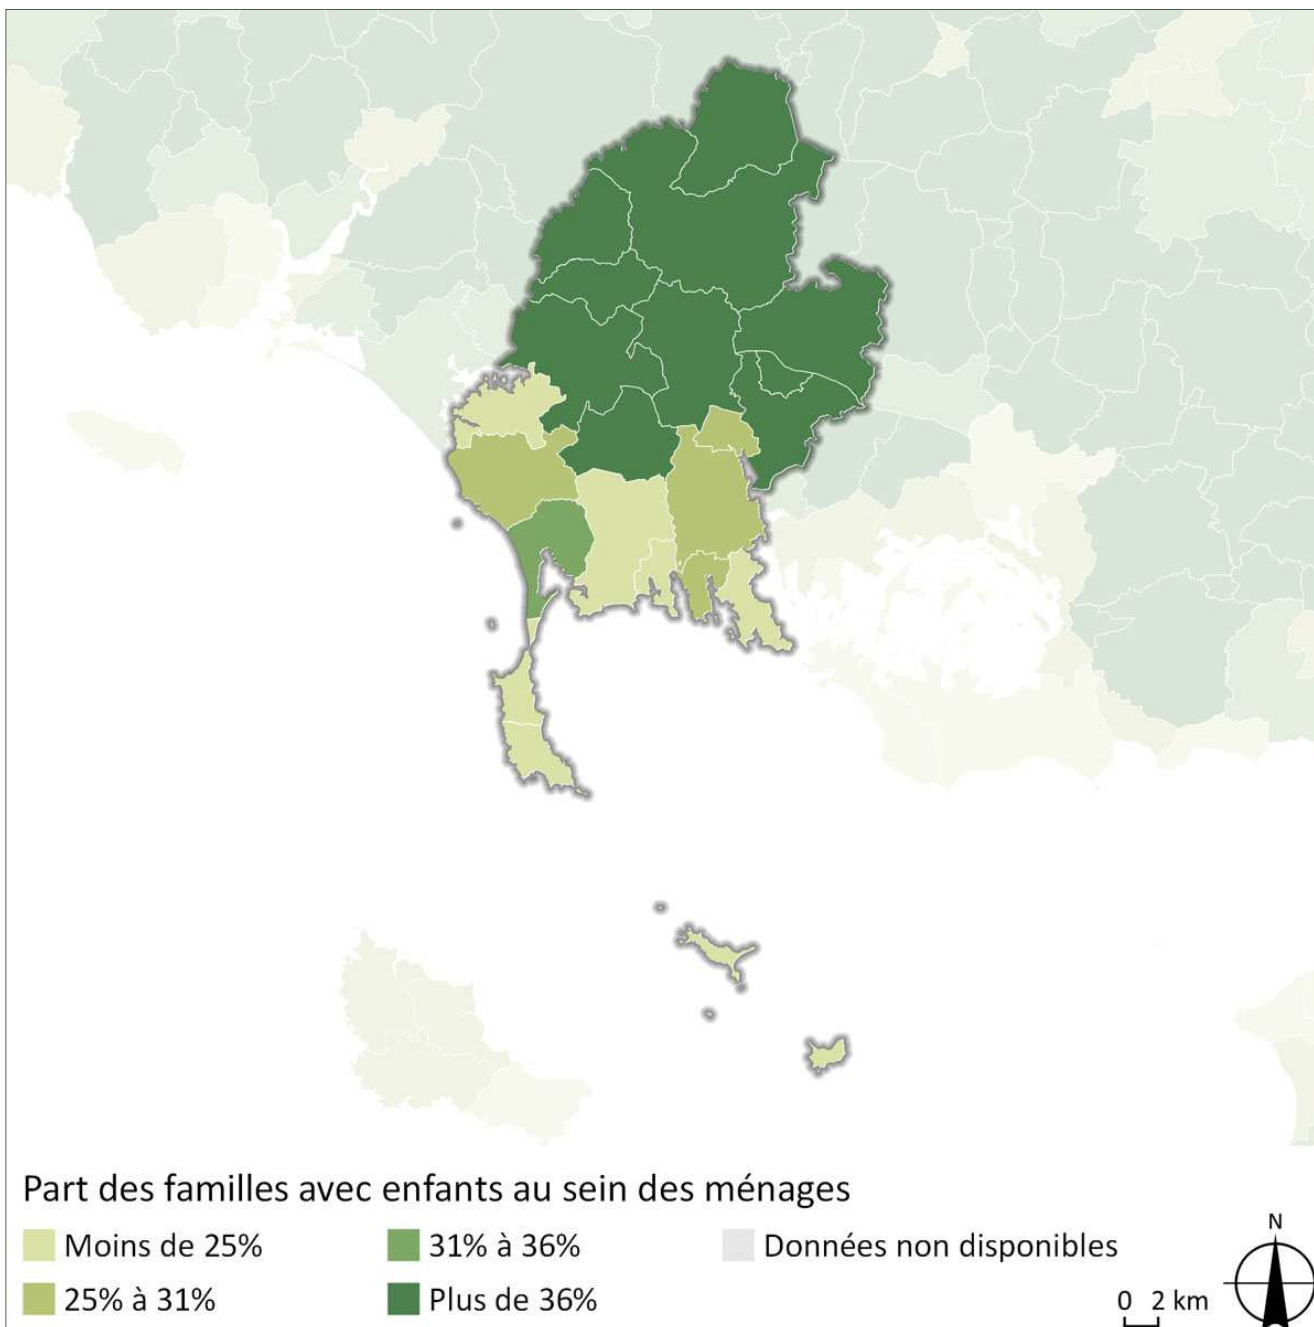 Part des familles avec enfants au sein des ménages
Moins de 25%
31% à 36%
Données non disponibles
25% à 31%
Plus de 36%
0 2 km
N